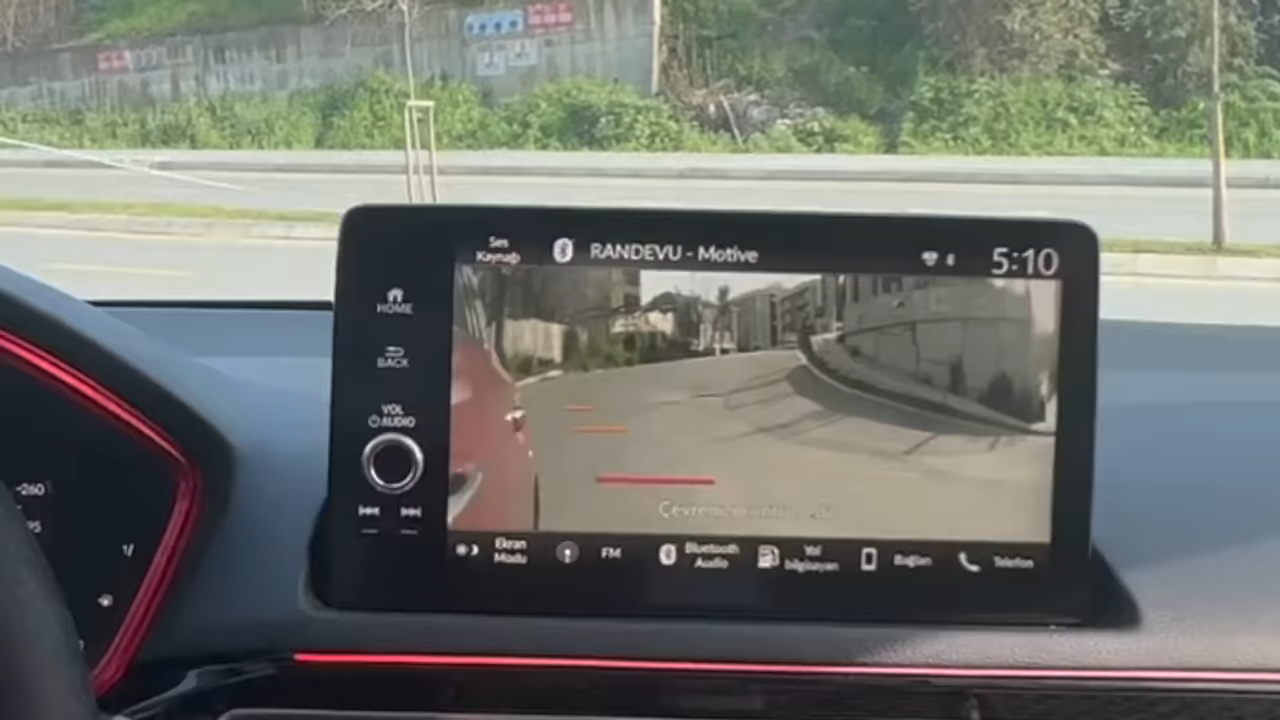 Ses
Kaynağı
RANDEVU - Motive
5:10
HOME
BACK
VOL
AUDIO
-260
Ekran
Modu
FM
Bluetooth
Audio
Yol
bilgisayarı
Bağlan
Telefon